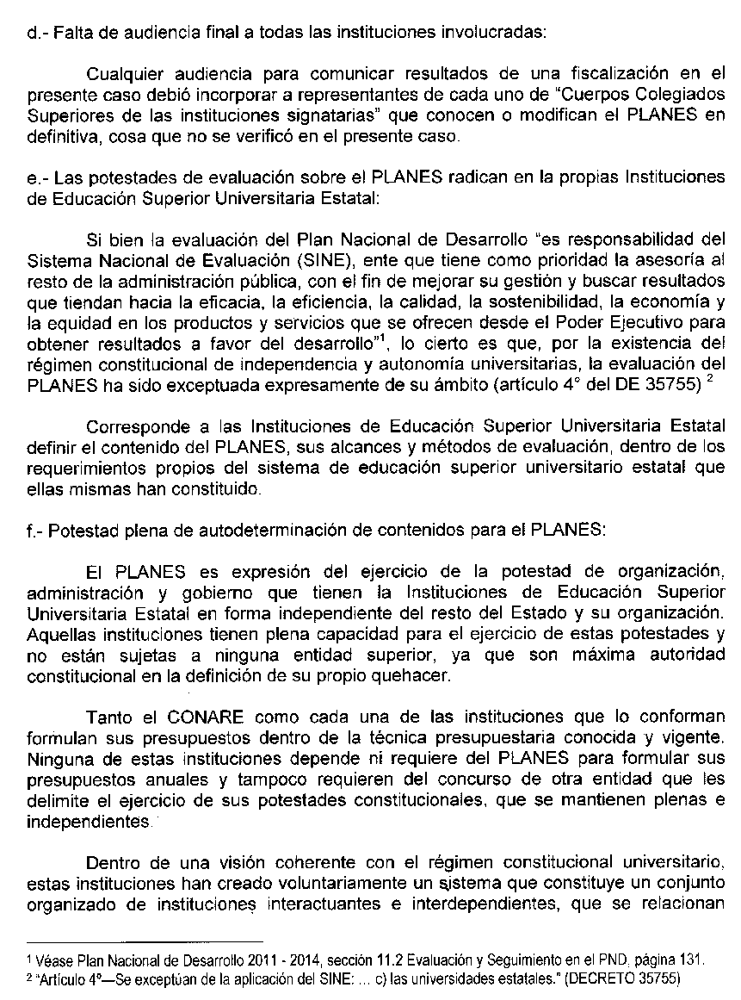 d.- Falta de audiencia final a todas las instituciones involucradas:
Cualquier audiencia para comunicar resultados de una fiscalización en el
presente caso debió incorporar a representantes de cada uno de “Cuerpos Colegiados
Superiores de las instituciones signatarias” que conocen o modifican el PLANES en
definitiva, cosa que no se verificó en el presente caso.
e.- Las potestades de evaluación sobre el PLANES radican en la propias Instituciones
de Educación Superior Universitaria Estatal:
Si bien la evaluación del Plan Nacional de Desarrollo “es responsabilidad del
Sistema Nacional de Evaluación (SINE), ente que tiene como prioridad la asesoría al
resto de la administración pública, con el fin de mejorar su gestión y buscar resultados
que tiendan hacia la eficacia, la eficiencia, la calidad, la sostenibilidad, la economía y
la equidad en los productos y servicios que se ofrecen desde el Poder Ejecutivo para
obtener resultados a favor del desarrollo”¹, lo cierto es que, por la existencia del
régimen constitucional de independencia y autonomía universitarias, la evaluación del
PLANES ha sido exceptuada expresamente de su ámbito (artículo 4° del DE 35755) ²
Corresponde a las Instituciones de Educación Superior Universitaria Estatal
definir el contenido del PLANES, sus alcances y métodos de evaluación, dentro de los
requerimientos propios del sistema de educación superior universitario estatal que
ellas mismas han constituido.
f.- Potestad plena de autodeterminación de contenidos para el PLANES:
El PLANES es expresión del ejercicio de la potestad de organización,
administración y gobierno que tienen la Instituciones de Educación Superior
Universitaria Estatal en forma independiente del resto del Estado y su organización.
Aquellas instituciones tienen plena capacidad para el ejercicio de estas potestades y
no están sujetas a ninguna entidad superior, ya que son máxima autoridad
constitucional en la definición de su propio quehacer.
Tanto el CONARE como cada una de las instituciones que lo conforman
formulan sus presupuestos dentro de la técnica presupuestaria conocida y vigente.
Ninguna de estas instituciones depende ni requiere del PLANES para formular sus
presupuestos anuales y tampoco requieren del concurso de otra entidad que les
delimite el ejercicio de sus potestades constitucionales, que se mantienen plenas e
independientes.
Dentro de una visión coherente con el régimen constitucional universitario,
estas instituciones han creado voluntariamente un sistema que constituye un conjunto
organizado de instituciones interactuantes e interdependientes, que se relacionan
¹ Véase Plan Nacional de Desarrollo 2011 - 2014, sección 11.2 Evaluación y Seguimiento en el PND, página 131.
² “Artículo 4°—Se exceptúan de la aplicación del SINE: ... c) las universidades estatales.” (DECRETO 35755)